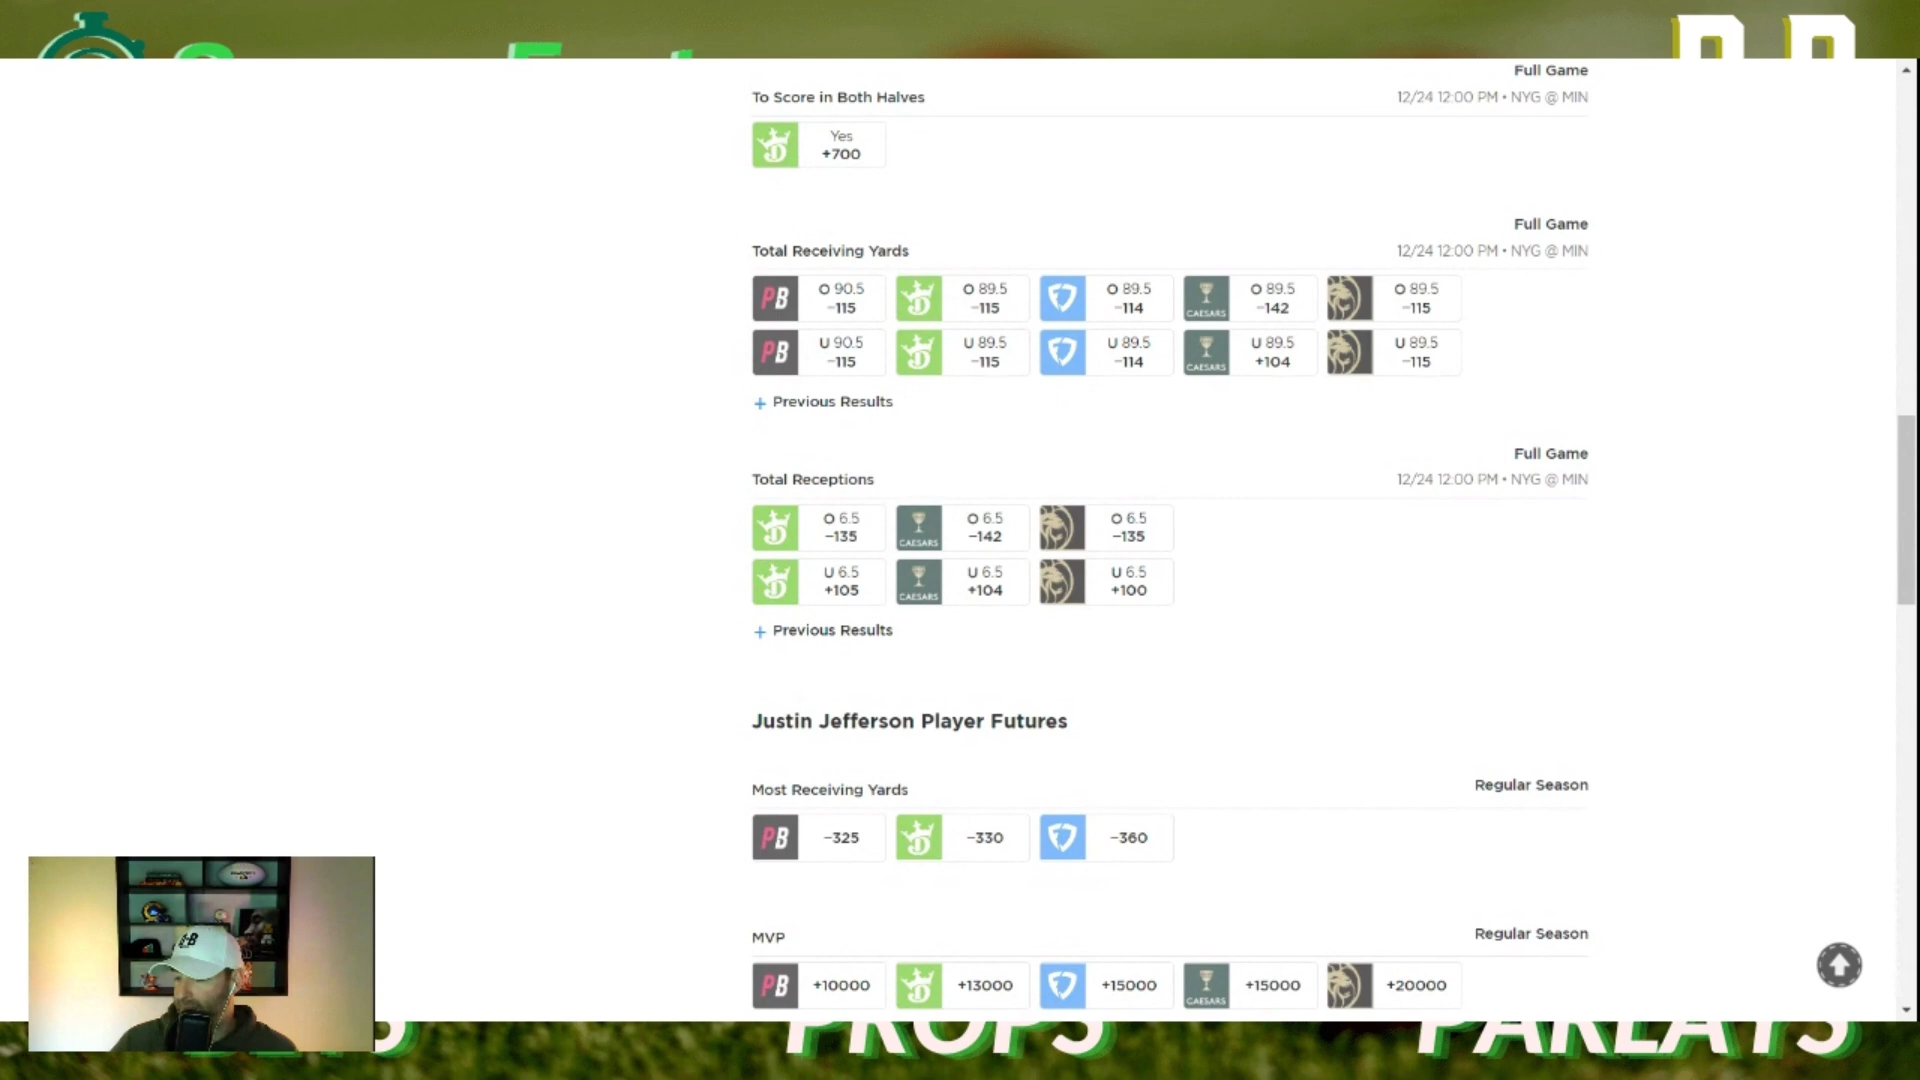 Full Game
To Score in Both Halves
12/24 12:00 PM • NYG @ MIN
Yes
+700
Full Game
Total Receiving Yards
12/24 12:00 PM • NYG @ MIN
PB O 90.5 -115
O 89.5 -115
O 89.5 -114
CAESARS O 89.5 -142
O 89.5 -115
PB U 90.5 -115
U 89.5 -115
U 89.5 -114
CAESARS U 89.5 +104
U 89.5 -115
+ Previous Results
Full Game
Total Receptions
12/24 12:00 PM • NYG @ MIN
O 6.5 -135
CAESARS O 6.5 -142
O 6.5 -135
U 6.5 +105
CAESARS U 6.5 +104
U 6.5 +100
+ Previous Results
Justin Jefferson Player Futures
Most Receiving Yards
Regular Season
PB -325
-330
-360
MVP
Regular Season
PB +10000
+13000
+15000
CAESARS +15000
+20000
PROPS
PARLAYS